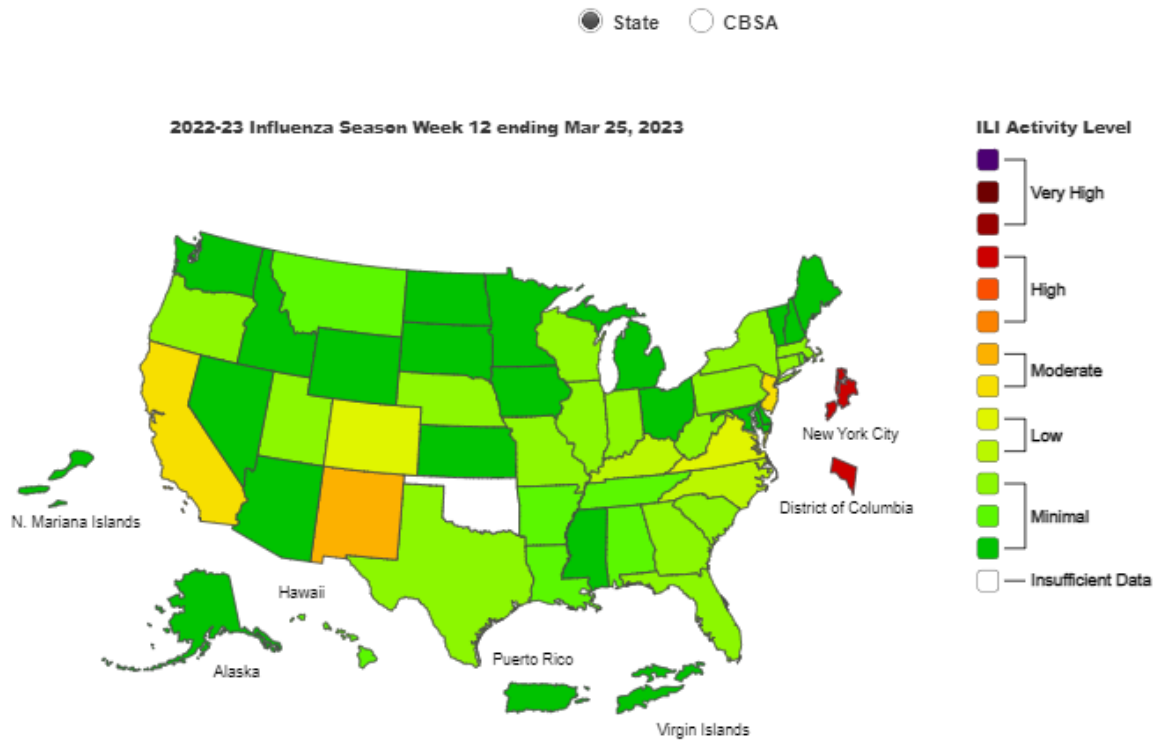 State CBSA
2022-23 Influenza Season Week 12 ending Mar 25, 2023
ILI Activity Level
Very High
High
Moderate
Low
Minimal
Insufficient Data
New York City
District of Columbia
N. Mariana Islands
Hawaii
Alaska
Puerto Rico
Virgin Islands